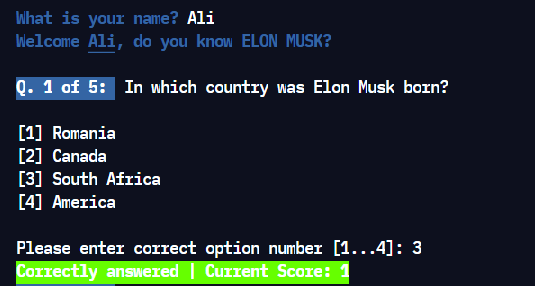 What is your name? Ali
Welcome Ali, do you know ELON MUSK?
Q. 1 of 5: In which country was Elon Musk born?
[1] Romania
[2] Canada
[3] South Africa
[4] America
Please enter correct option number [1...4]: 3
Correctly answered | Current Score: 1